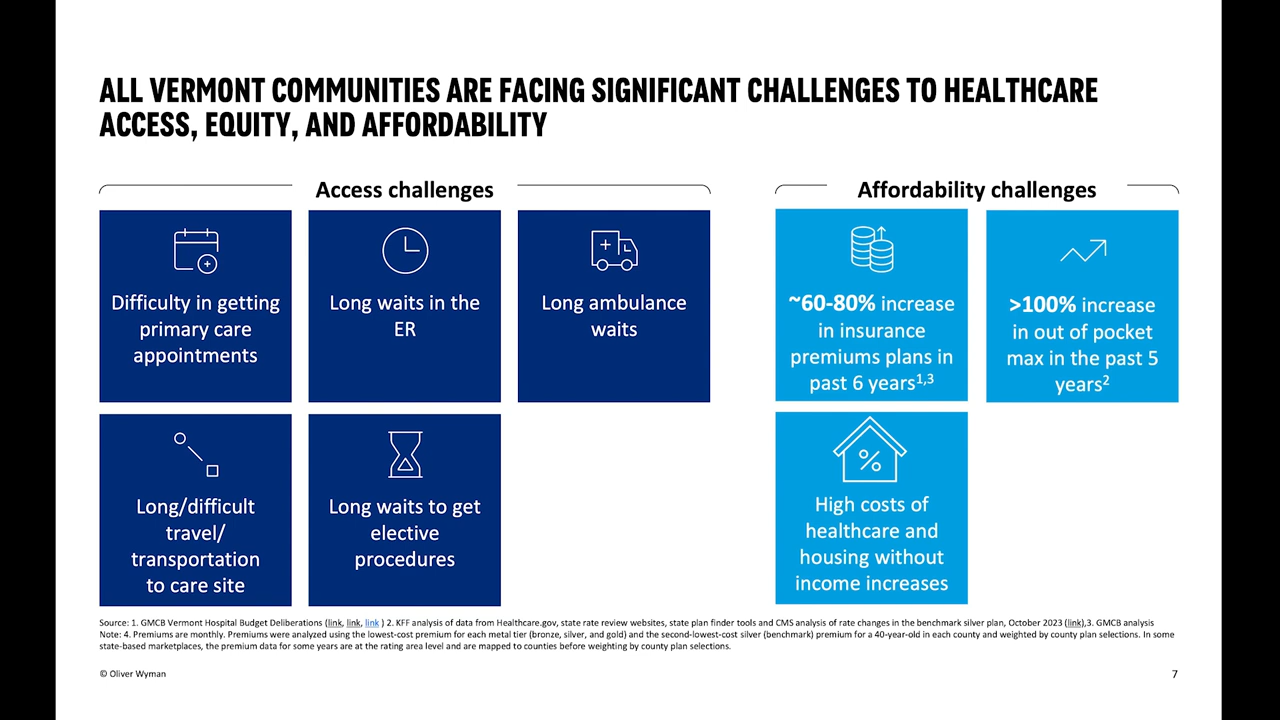 ALL VERMONT COMMUNITIES ARE FACING SIGNIFICANT CHALLENGES TO HEALTHCARE
ACCESS, EQUITY, AND AFFORDABILITY
Access challenges
Difficulty in getting
primary care
appointments
Long waits in the
ER
Long ambulance
waits
Long/difficult
travel/
transportation
to care site
Long waits to get
elective
procedures
Affordability challenges
~60-80% increase
in insurance
premiums plans in
past 6 years1,3
>100% increase
in out of pocket
max in the past 5
years2
%
High costs of
healthcare and
housing without
income increases
Source: 1. GMCB Vermont Hospital Budget Deliberations (link, link, link ) 2. KFF analysis of data from Healthcare.gov, state rate review websites, state plan finder tools and CMS analysis of rate changes in the benchmark silver plan, October 2023 (link),3. GMCB analysis
Note: 4. Premiums are monthly. Premiums were analyzed using the lowest-cost premium for each metal tier (bronze, silver, and gold) and the second-lowest-cost silver (benchmark) premium for a 40-year-old in each county and weighted by county plan selections. In some
state-based marketplaces, the premium data for some years are at the rating area level and are mapped to counties before weighting by county plan selections.
© Oliver Wyman
7